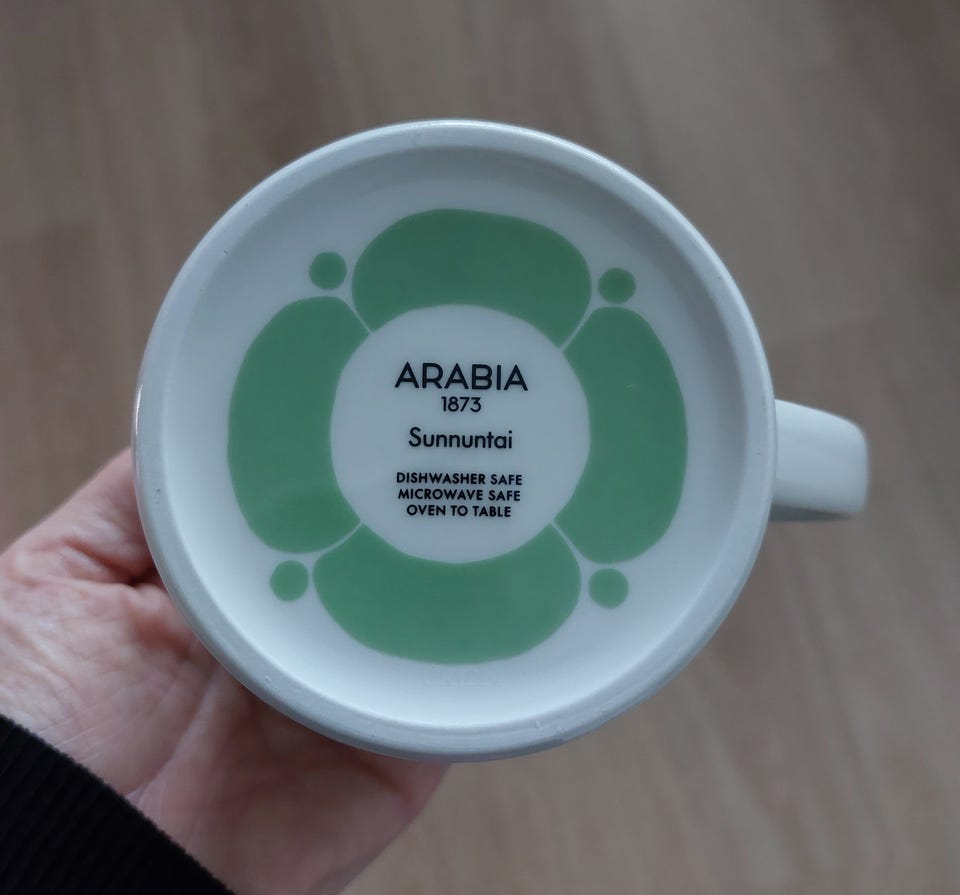 ARABIA
1873
Sunnuntai
DISHWASHER SAFE
MICROWAVE SAFE
OVEN TO TABLE